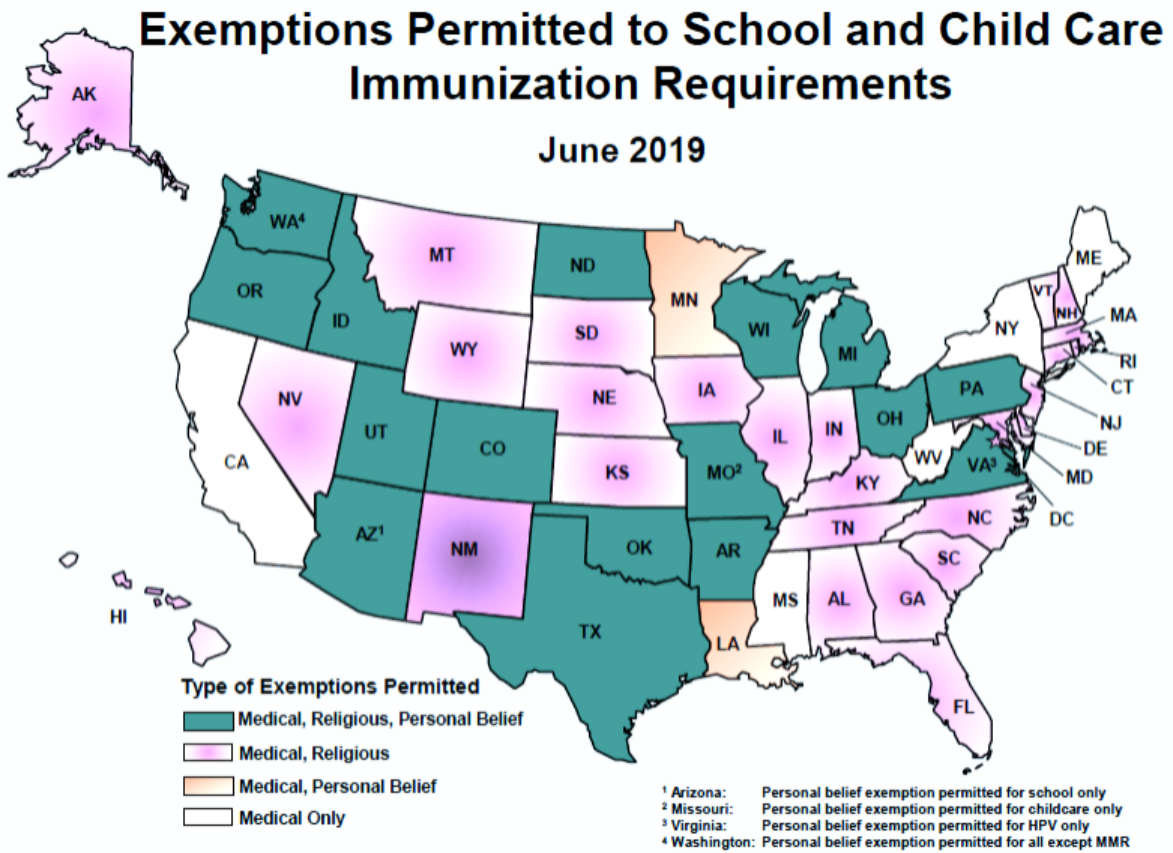 Exemptions Permitted to School and Child Care
Immunization Requirements
June 2019
AK
WA⁴
MT
ND
MN
ME
OR
ID
WY
SD
WI
MI
NY
VT
NH
MA
RI
CT
NV
UT
CO
NE
IA
IL
IN
OH
PA
NJ
DE
MD
DC
CA
KS
MO²
KY
WV
VA³
AZ¹
NM
OK
AR
TN
NC
SC
HI
TX
LA
MS
AL
GA
FL
Type of Exemptions Permitted
Medical, Religious, Personal Belief
Medical, Religious
Medical, Personal Belief
Medical Only
¹ Arizona: Personal belief exemption permitted for school only
² Missouri: Personal belief exemption permitted for childcare only
³ Virginia: Personal belief exemption permitted for HPV only
⁴ Washington: Personal belief exemption permitted for all except MMR